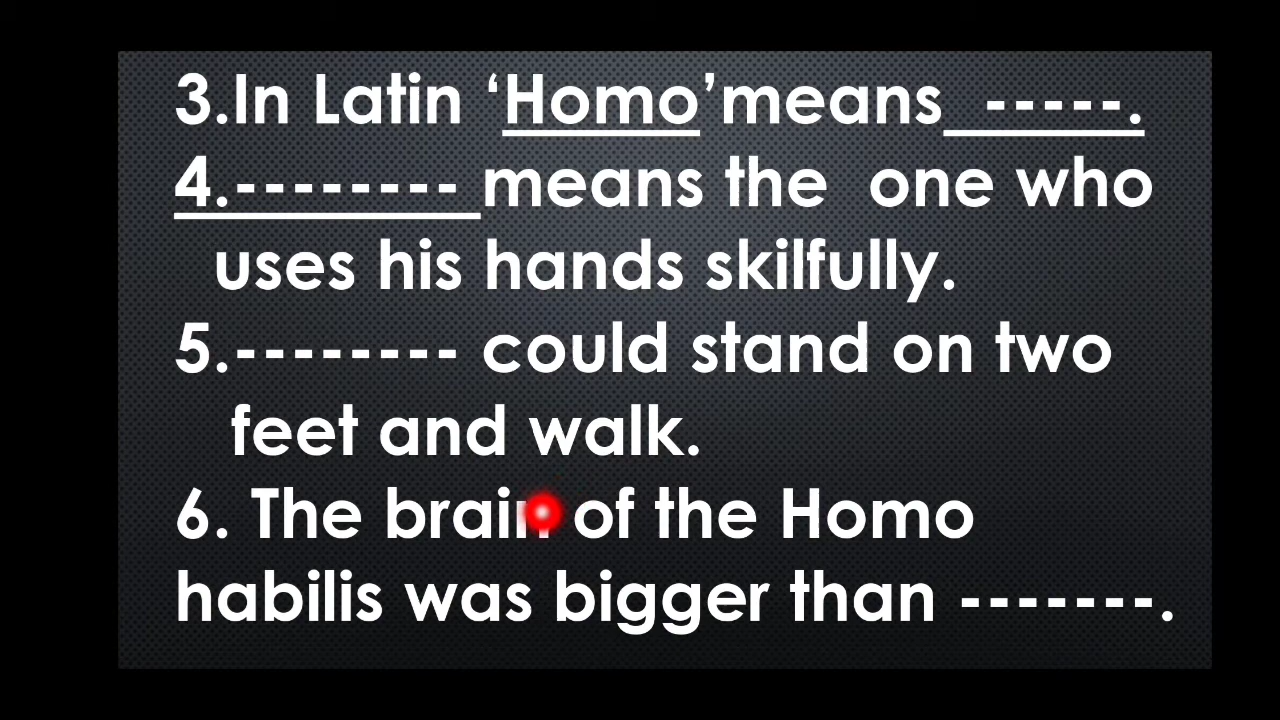 3.In Latin ‘Homo’means -----.
4.-------- means the one who
uses his hands skilfully.
5.-------- could stand on two
feet and walk.
6. The brain of the Homo
habilis was bigger than -------.